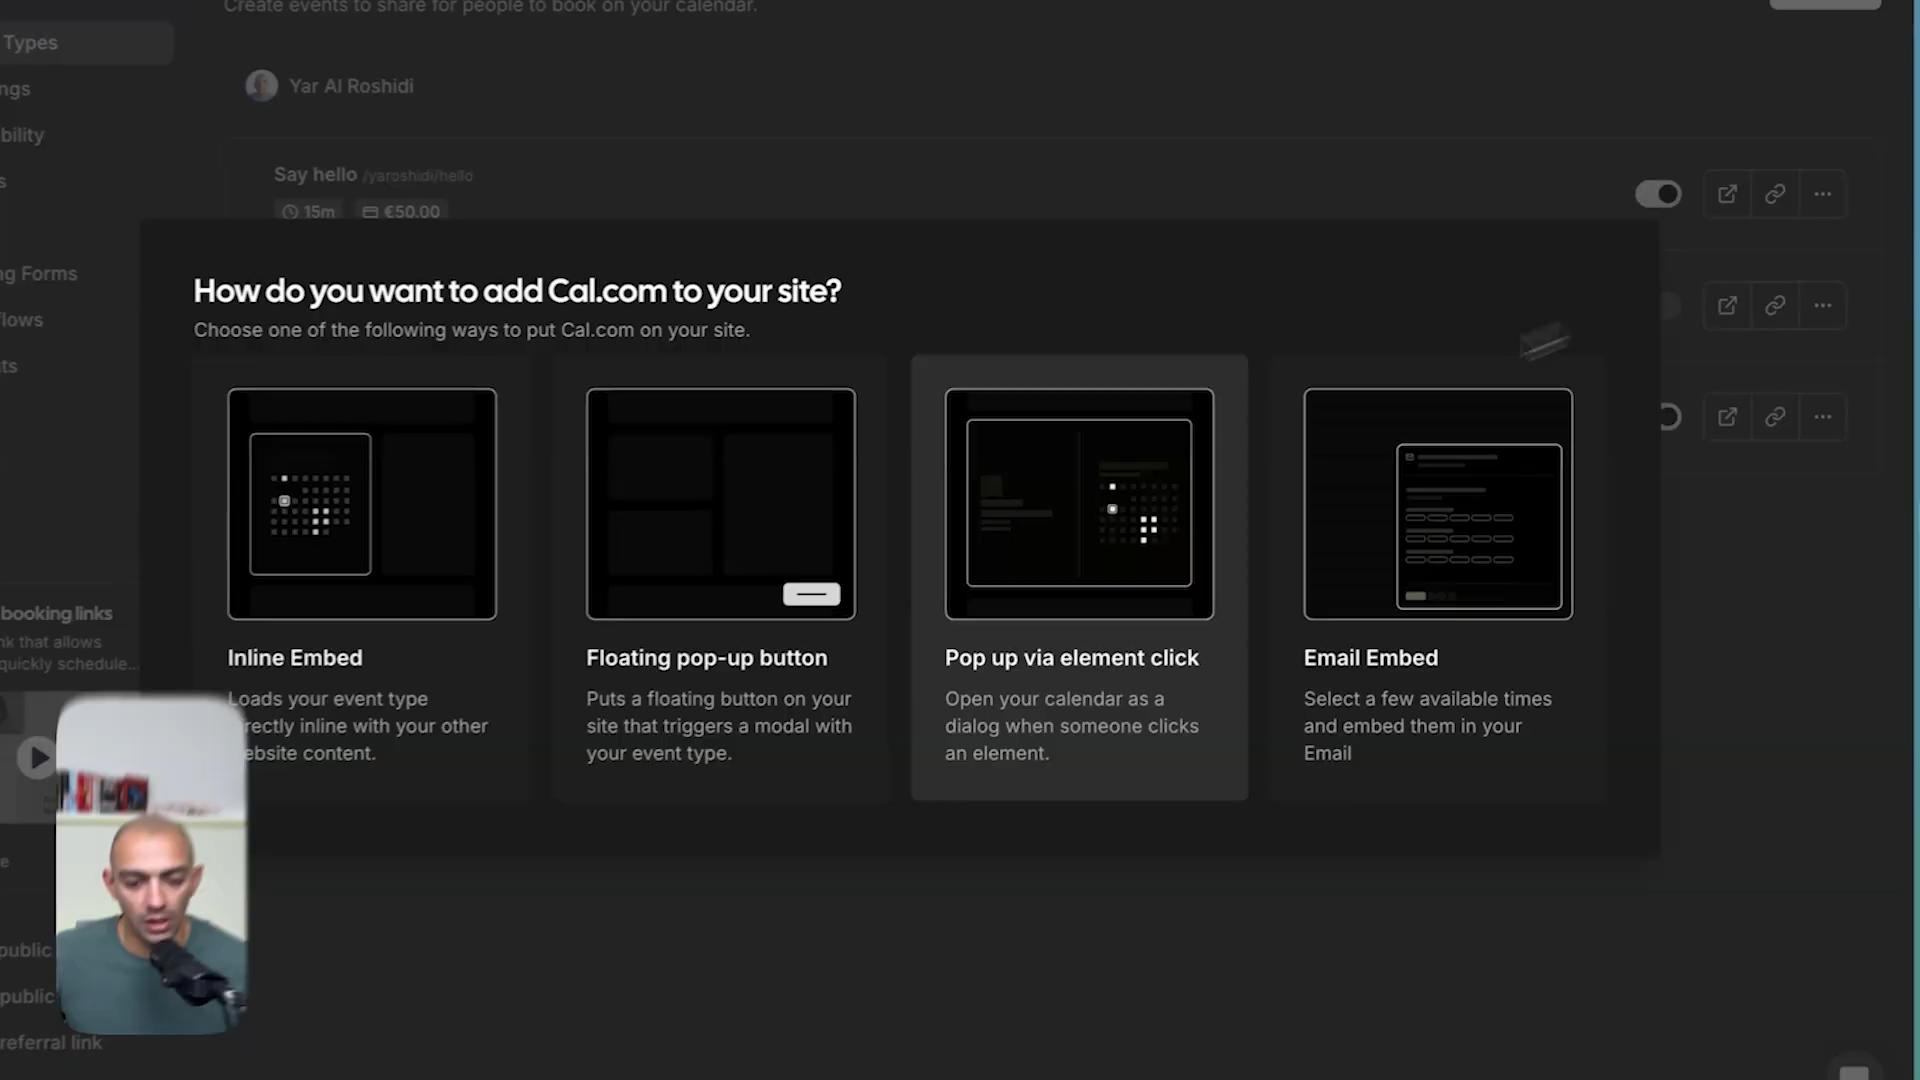 Create events to share for people to book on your calendar.
Types
ngs
Yar Al Roshidi
bility
s
Say hello /yaroshidi/hello
15m €50.00
ng Forms
flows
ts
How do you want to add Cal.com to your site?
Choose one of the following ways to put Cal.com on your site.
Inline Embed
Loads your event type
irectly inline with your other
ebsite content.
Floating pop-up button
Puts a floating button on your
site that triggers a modal with
your event type.
Pop up via element click
Open your calendar as a
dialog when someone clicks
an element.
Email Embed
Select a few available times
and embed them in your
Email
booking links
nk that allows
quickly schedule...
e
public
public
referral link